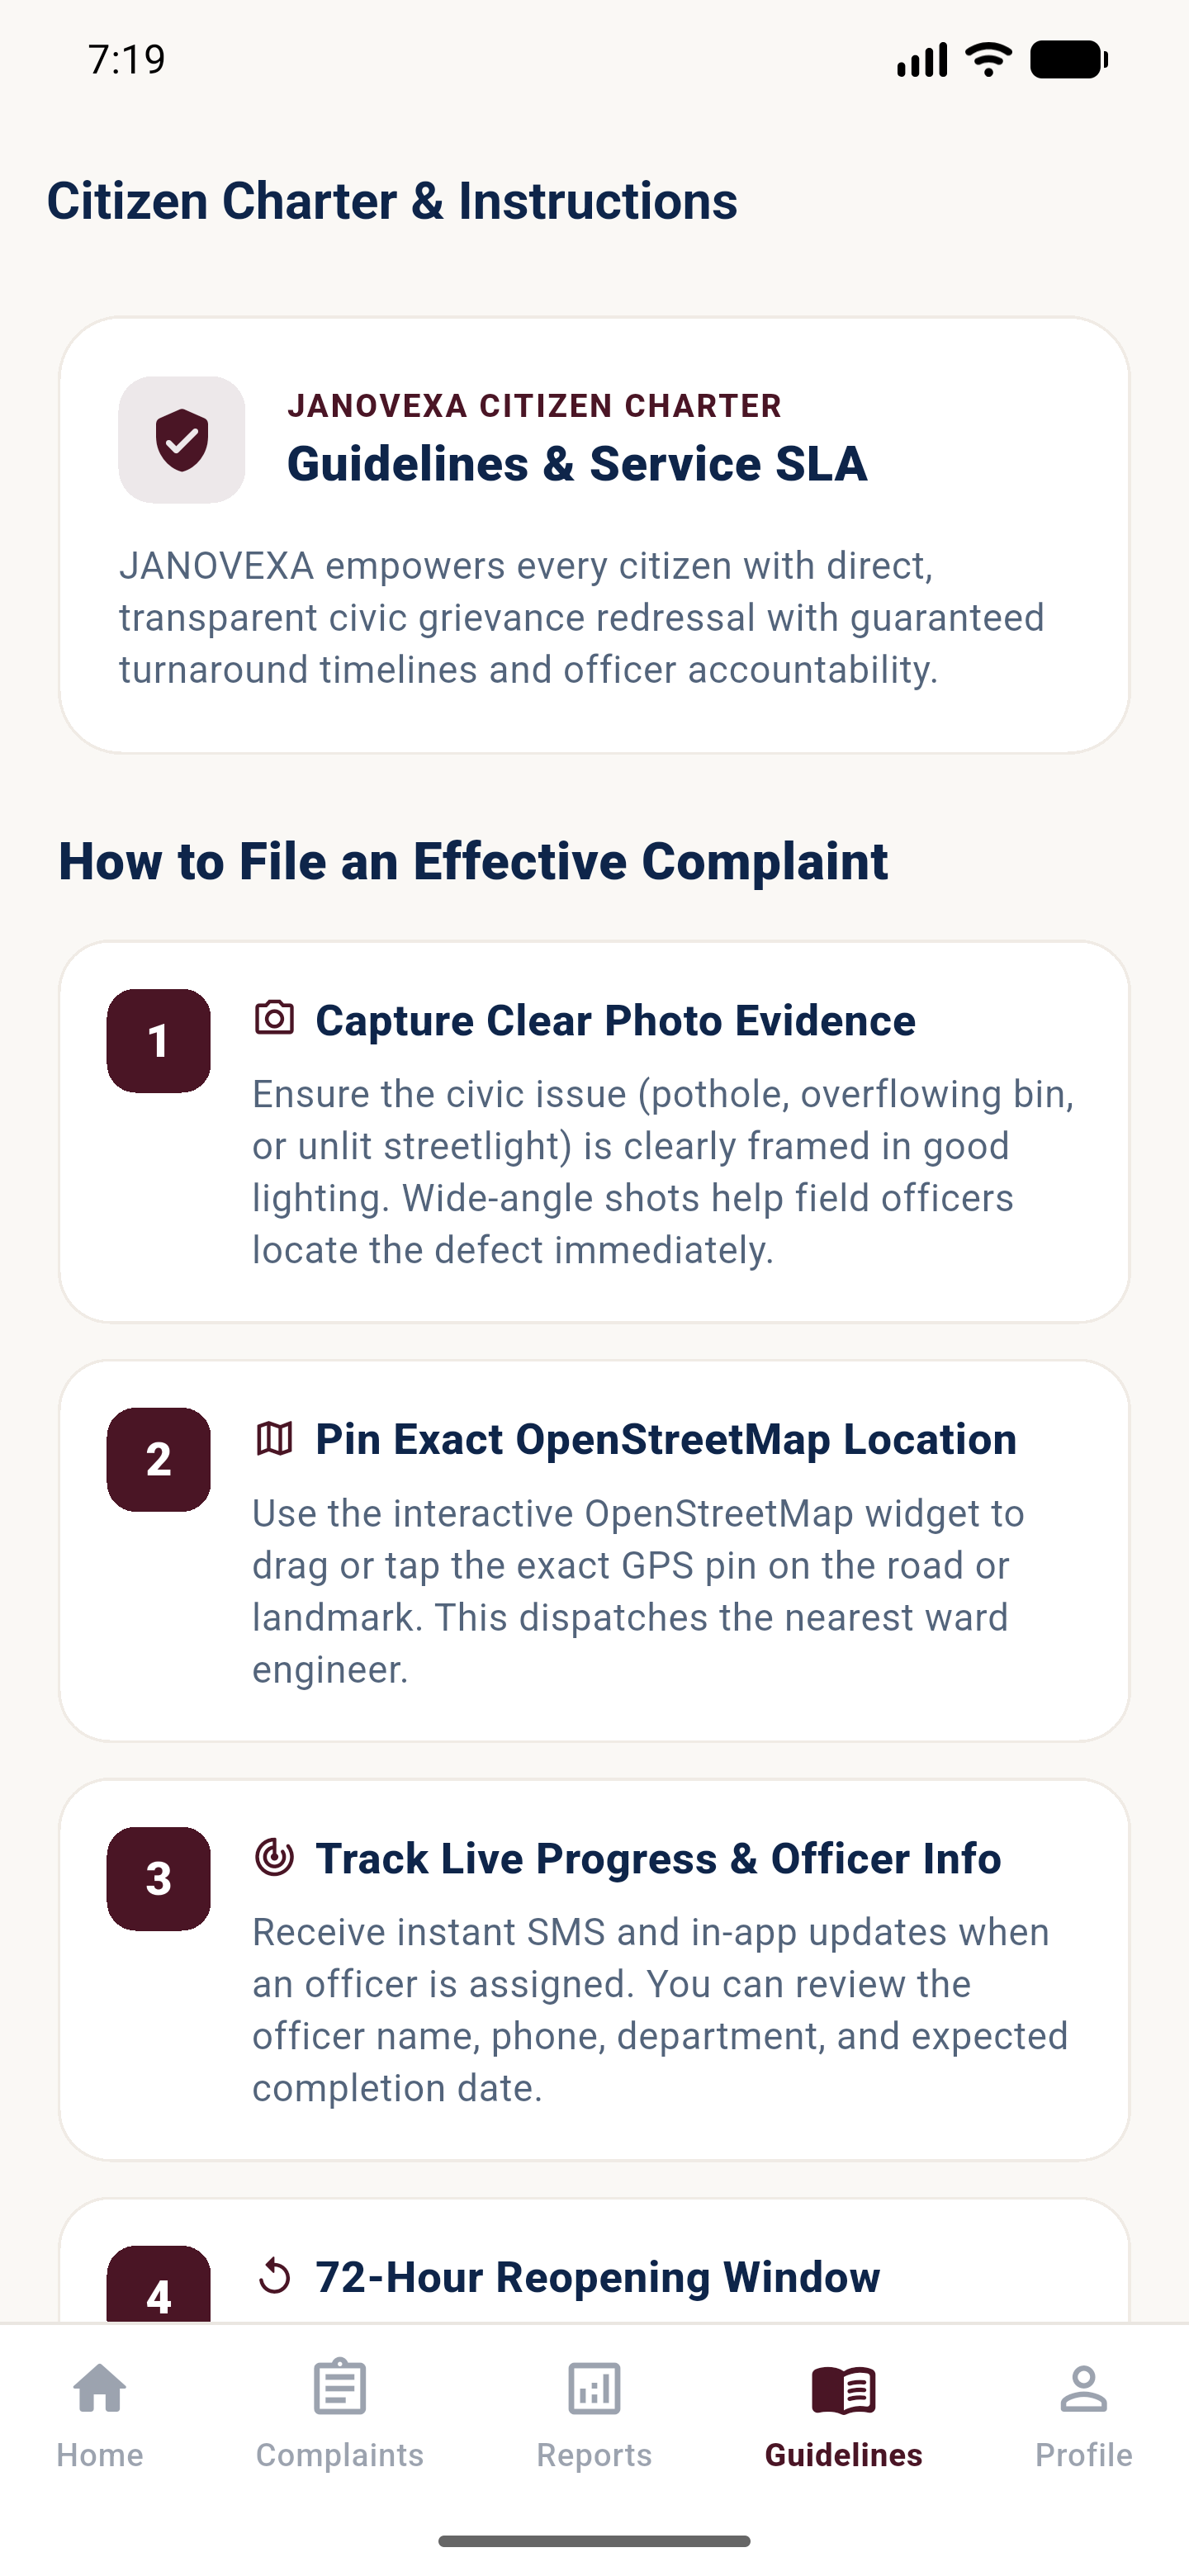 7:19
Citizen Charter & Instructions
JANOVEXA CITIZEN CHARTER
Guidelines & Service SLA
JANOVEXA empowers every citizen with direct,
transparent civic grievance redressal with guaranteed
turnaround timelines and officer accountability.
How to File an Effective Complaint
1
Capture Clear Photo Evidence
Ensure the civic issue (pothole, overflowing bin,
or unlit streetlight) is clearly framed in good
lighting. Wide-angle shots help field officers
locate the defect immediately.
2
Pin Exact OpenStreetMap Location
Use the interactive OpenStreetMap widget to
drag or tap the exact GPS pin on the road or
landmark. This dispatches the nearest ward
engineer.
3
Track Live Progress & Officer Info
Receive instant SMS and in-app updates when
an officer is assigned. You can review the
officer name, phone, department, and expected
completion date.
4
72-Hour Reopening Window
Home
Complaints
Reports
Guidelines
Profile